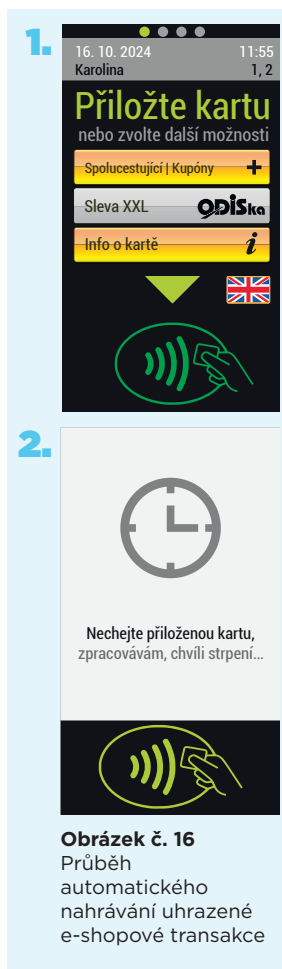 1.
16. 10. 2024 11:55
Karolina 1, 2
Přiložte kartu
nebo zvolte další možnosti
Spolucestující | Kupóny +
Sleva XXL ODISka
Info o kartě i
2.
Nechejte přiloženou kartu,
zpracovávám, chvíli strpení...
Obrázek č. 16
Průběh
automatického
nahrávání uhrazené
e-shopové transakce